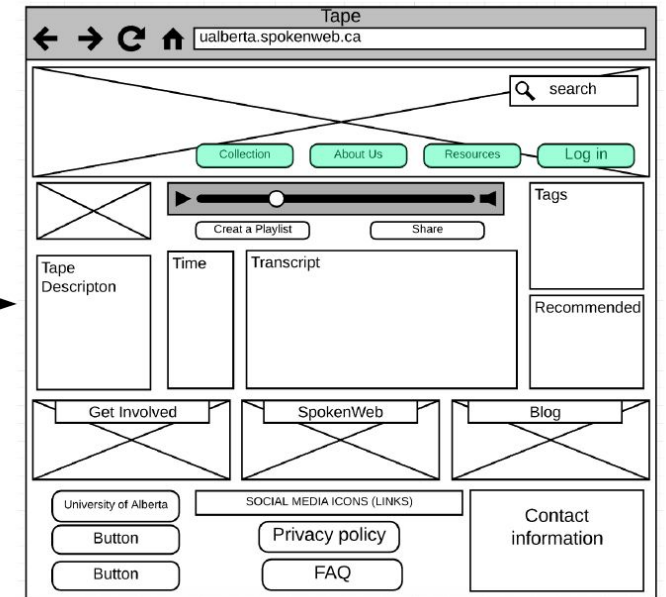 Tape
ualberta.spokenweb.ca
search
Collection
About Us
Resources
Log in
Creat a Playlist
Share
Tags
Tape
Descripton
Time
Transcript
Recommended
Get Involved
SpokenWeb
Blog
University of Alberta
SOCIAL MEDIA ICONS (LINKS)
Button
Privacy policy
Button
FAQ
Contact
information